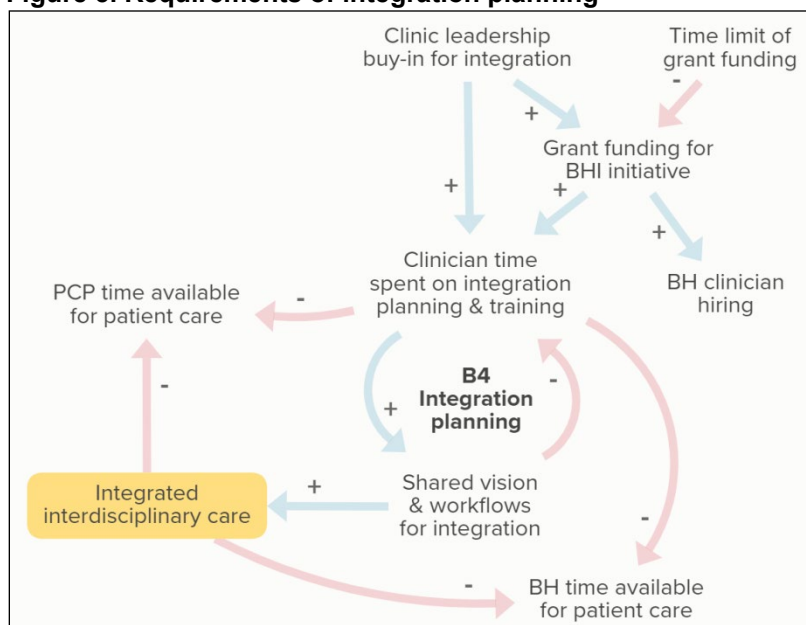 Figure 3. Requirements of integration planning
Clinic leadership
buy-in for integration
Time limit of
grant funding
-
+
Grant funding for
BHI initiative
+
+
+
Clinician time
spent on integration
planning & training
BH clinician
hiring
PCP time available
for patient care
-
B4
Integration
planning
-
+
-
Shared vision
& workflows
for integration
+
Integrated
interdisciplinary care
-
-
BH time available
for patient care